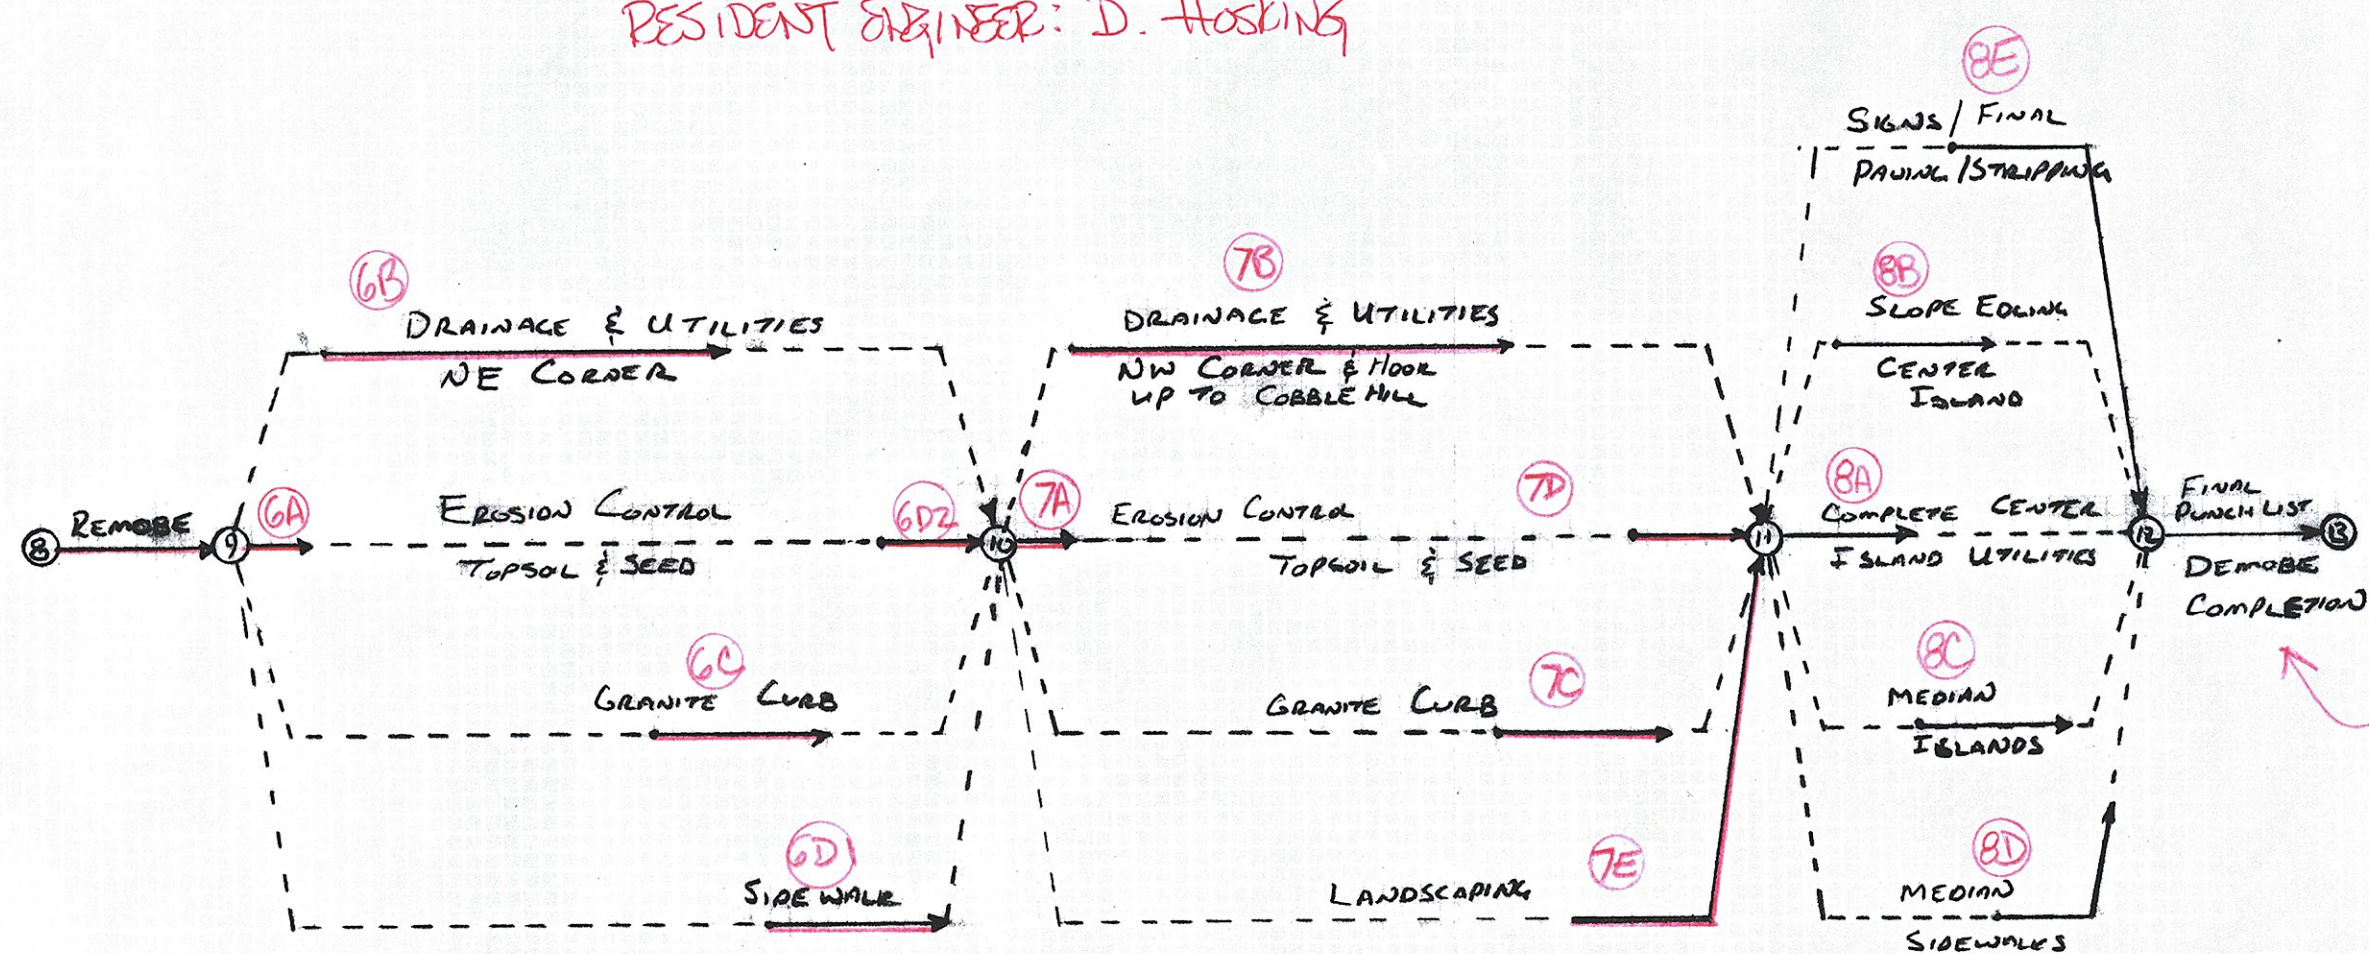 RESIDENT ENGINEER: D. HOSKING
8E
SIGNS / FINAL
PAVING / STRIPPING
6B
DRAINAGE & UTILITIES
NE CORNER
7B
DRAINAGE & UTILITIES
NW CORNER & HOOK
UP TO COBBLE HILL
8B
SLOPE EDGING
CENTER
ISLAND
8
REMOBE
9
6A
EROSION CONTROL
TOPSOIL & SEED
6D2
10
7A
EROSION CONTROL
TOPSOIL & SEED
7D
11
8A
COMPLETE CENTER
ISLAND UTILITIES
12
FINAL
PUNCHLIST
DEMOBE
COMPLETION
13
6C
GRANITE CURB
7C
GRANITE CURB
8C
MEDIAN
ISLANDS
6D1
SIDEWALK
7E
LANDSCAPING
8D
MEDIAN
SIDEWALKS